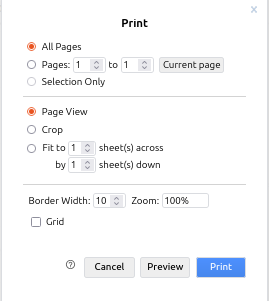 Print
All Pages
Pages: 1 to 1 Current page
Selection Only
Page View
Crop
Fit to 1 sheet(s) across
by 1 sheet(s) down
Border Width: 10 Zoom: 100%
Grid
? Cancel Preview Print